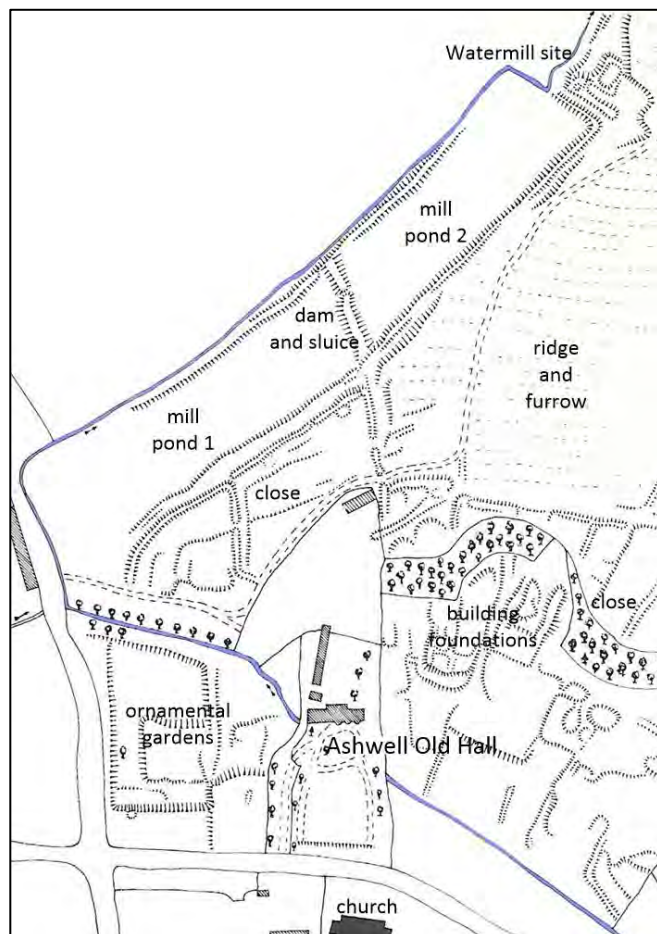 Watermill site
mill
pond 2
dam
and sluice
ridge
and
furrow
mill
pond 1
close
close
building
foundations
ornamental
gardens
Ashwell Old Hall
church